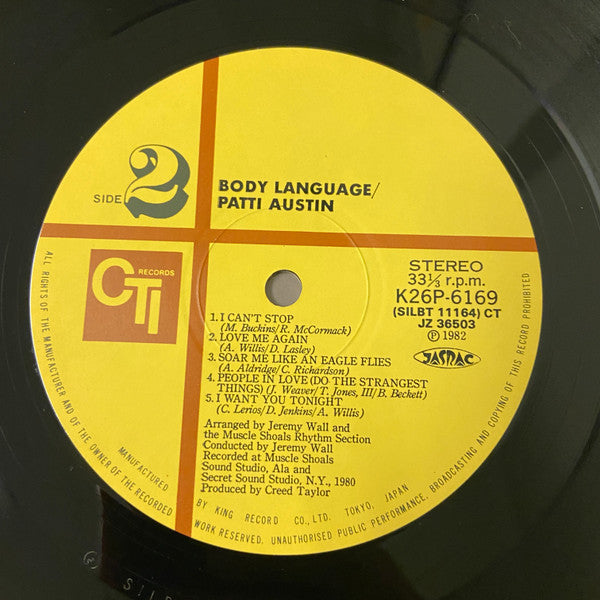 SIDE 2
BODY LANGUAGE/
PATTI AUSTIN
CTI RECORDS
STEREO
33⅓ r.p.m.
K26P-6169
(SILBT 11164) CT
JZ 36503
Ⓟ 1982
JASRAC
1.I CAN'T STOP
(M. Buckins/R. McCormack)
2.LOVE ME AGAIN
(A. Willis/D. Lasley)
3.SOAR ME LIKE AN EAGLE FLIES
(A. Aldridge/C. Richardson)
4.PEOPLE IN LOVE (DO THE STRANGEST
THINGS) (J. Weaver/T. Jones, III/B. Beckett)
5.I WANT YOU TONIGHT
(C. Lerios/D. Jenkins/A. Willis)
Arranged by Jeremy Wall and
the Muscle Shoals Rhythm Section
Conducted by Jeremy Wall
Recorded at Muscle Shoals
Sound Studio, Ala and
Secret Sound Studio, N.Y., 1980
Produced by Creed Taylor
MANUFACTURED BY KING RECORD CO., LTD. TOKYO, JAPAN
ALL RIGHTS OF THE MANUFACTURER AND OF THE OWNER OF THE RECORDED WORK RESERVED. UNAUTHORISED PUBLIC PERFORMANCE, BROADCASTING AND COPYING OF THIS RECORD PROHIBITED